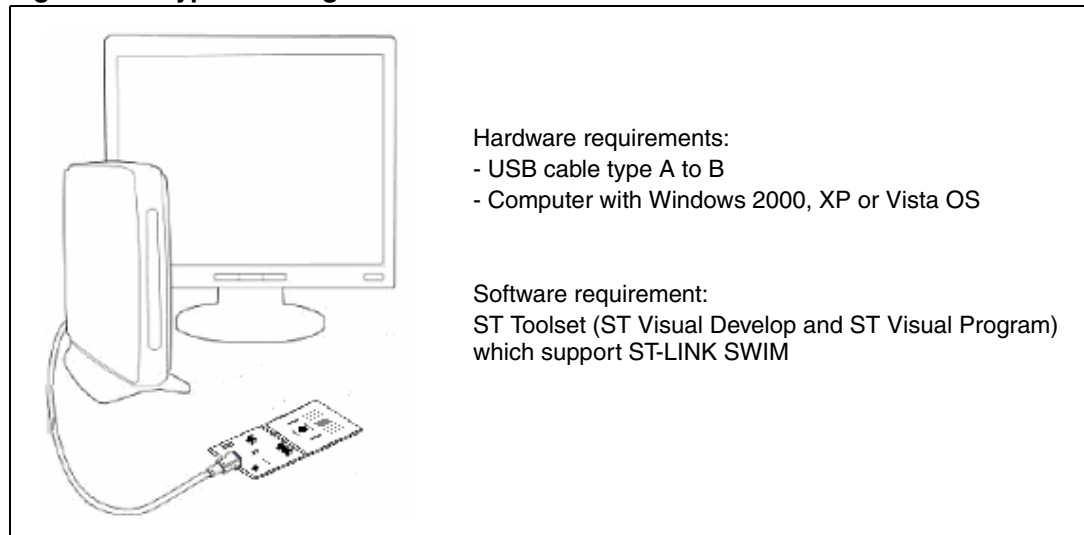 Hardware requirements:
- USB cable type A to B
- Computer with Windows 2000, XP or Vista OS
Software requirement:
ST Toolset (ST Visual Develop and ST Visual Program)
which support ST-LINK SWIM